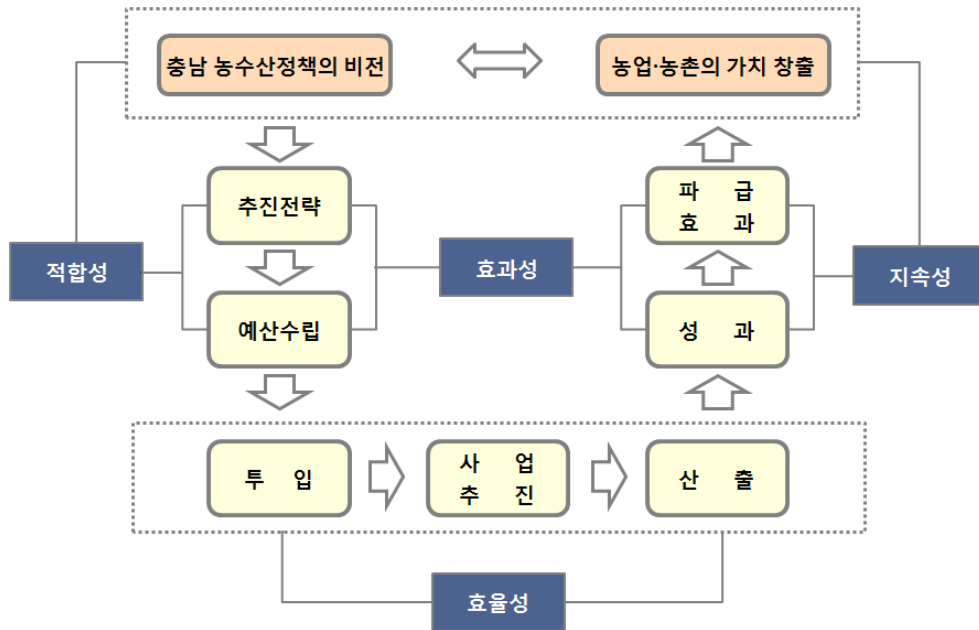 충남 농수산정책의 비전
농업·농촌의 가치 창출
추진전략
파 급
효 과
적합성
효과성
지속성
예산수립
성 과
투 입
사 업
추 진
산 출
효율성